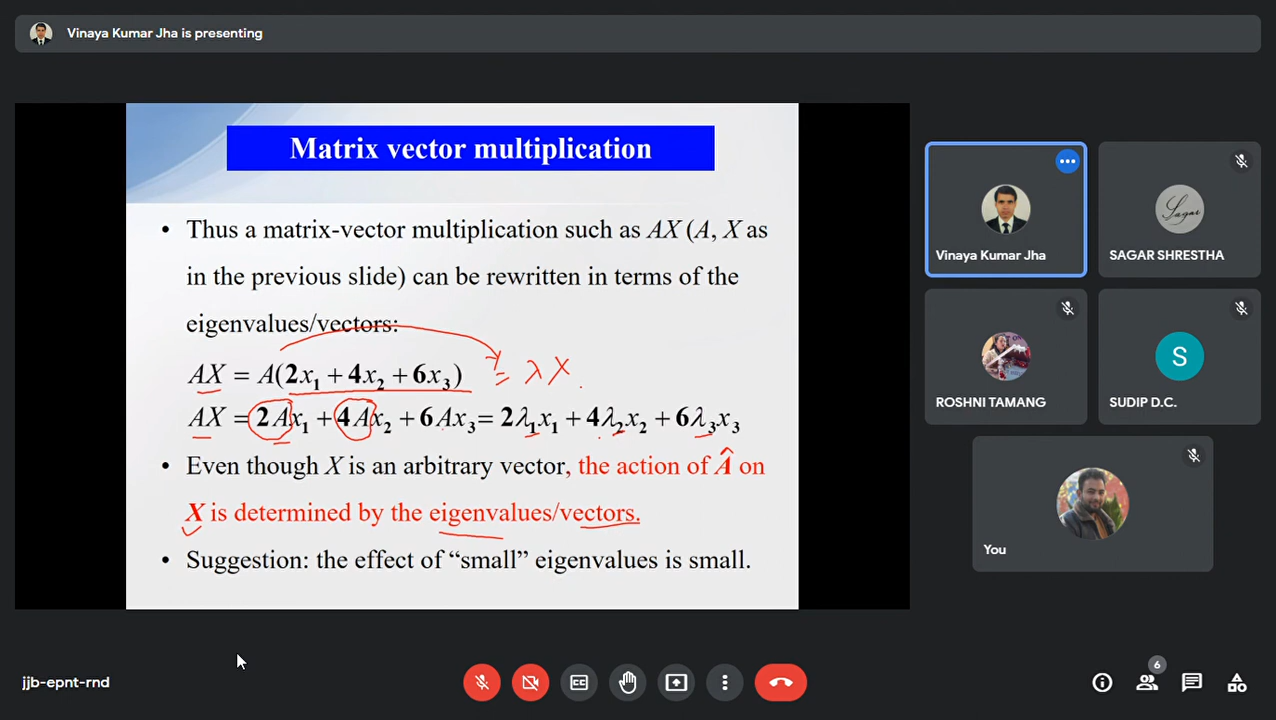 Vinaya Kumar Jha is presenting
Matrix vector multiplication
• Thus a matrix-vector multiplication such as AX (A, X as
in the previous slide) can be rewritten in terms of the
eigenvalues/vectors:
AX = A(2x₁ + 4x₂ + 6x₃) = λX.
AX = 2Ax₁ + 4Ax₂ + 6Ax₃ = 2λ₁x₁ + 4λ₂x₂ + 6λ₃x₃
• Even though X is an arbitrary vector, the action of Â on
X is determined by the eigenvalues/vectors.
• Suggestion: the effect of “small” eigenvalues is small.
Vinaya Kumar Jha
Sagar
SAGAR SHRESTHA
ROSHNI TAMANG
S
SUDIP D.C.
You
jjb-epnt-rnd
CC
6